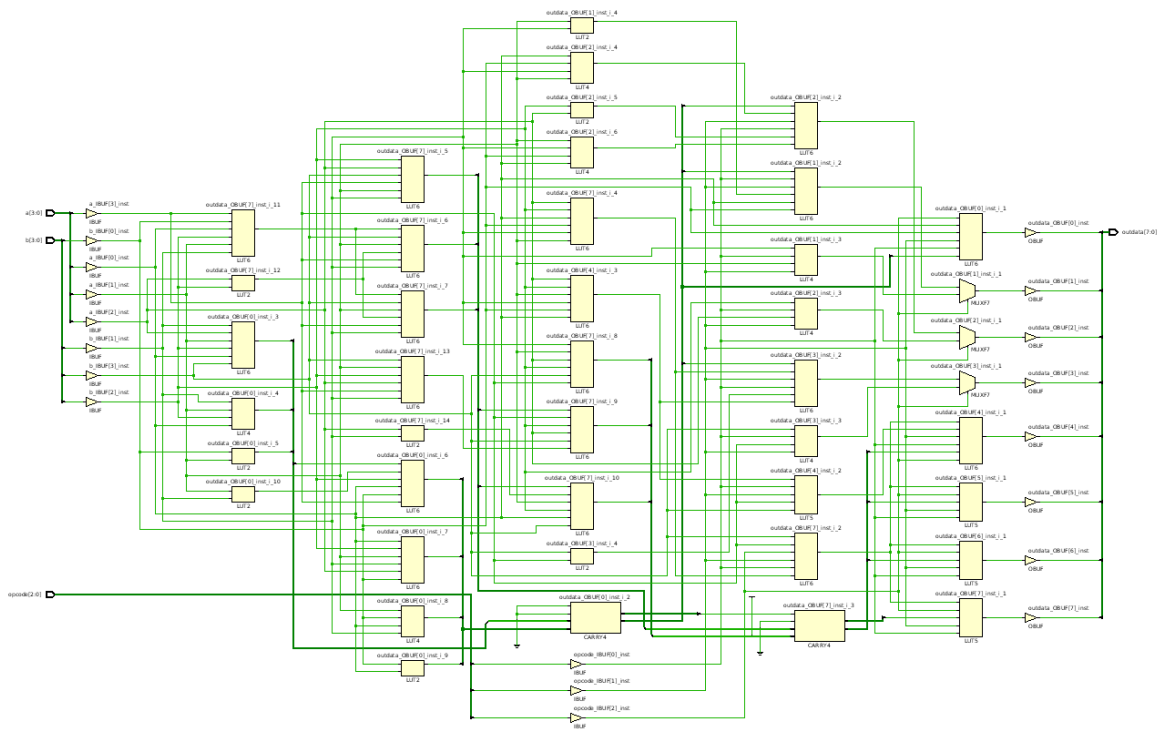 outdata_OBUF[1]_inst_i_4
LUT2
outdata_OBUF[2]_inst_i_4
LUT4
outdata_OBUF[2]_inst_i_5
LUT2
outdata_OBUF[2]_inst_i_6
LUT4
outdata_OBUF[7]_inst_i_4
LUT6
outdata_OBUF[4]_inst_i_3
LUT6
outdata_OBUF[7]_inst_i_8
LUT6
outdata_OBUF[7]_inst_i_9
LUT6
outdata_OBUF[7]_inst_i_10
LUT6
outdata_OBUF[3]_inst_i_4
LUT2
outdata_OBUF[0]_inst_i_2
CARRY4
opcode_IBUF[0]_inst
IBUF
opcode_IBUF[1]_inst
IBUF
opcode_IBUF[2]_inst
IBUF
a[3:0]
b[3:0]
opcode[2:0]
a_IBUF[3]_inst
IBUF
b_IBUF[0]_inst
IBUF
a_IBUF[0]_inst
IBUF
a_IBUF[1]_inst
IBUF
a_IBUF[2]_inst
IBUF
b_IBUF[1]_inst
IBUF
b_IBUF[3]_inst
IBUF
b_IBUF[2]_inst
IBUF
outdata_OBUF[7]_inst_i_11
LUT6
outdata_OBUF[7]_inst_i_12
LUT2
outdata_OBUF[0]_inst_i_3
LUT6
outdata_OBUF[0]_inst_i_4
LUT4
outdata_OBUF[0]_inst_i_5
LUT2
outdata_OBUF[0]_inst_i_10
LUT2
outdata_OBUF[7]_inst_i_5
LUT6
outdata_OBUF[7]_inst_i_6
LUT6
outdata_OBUF[7]_inst_i_7
LUT6
outdata_OBUF[7]_inst_i_13
LUT6
outdata_OBUF[7]_inst_i_14
LUT2
outdata_OBUF[0]_inst_i_6
LUT6
outdata_OBUF[0]_inst_i_7
LUT6
outdata_OBUF[0]_inst_i_8
LUT4
outdata_OBUF[0]_inst_i_9
LUT2
outdata_OBUF[2]_inst_i_2
LUT6
outdata_OBUF[1]_inst_i_2
LUT6
outdata_OBUF[1]_inst_i_3
LUT4
outdata_OBUF[2]_inst_i_3
LUT4
outdata_OBUF[3]_inst_i_2
LUT6
outdata_OBUF[3]_inst_i_3
LUT4
outdata_OBUF[4]_inst_i_2
LUT5
outdata_OBUF[7]_inst_i_2
LUT6
outdata_OBUF[7]_inst_i_3
CARRY4
outdata_OBUF[0]_inst_i_1
LUT6
outdata_OBUF[1]_inst_i_1
MUXF7
outdata_OBUF[2]_inst_i_1
MUXF7
outdata_OBUF[3]_inst_i_1
MUXF7
outdata_OBUF[4]_inst_i_1
LUT6
outdata_OBUF[5]_inst_i_1
LUT5
outdata_OBUF[6]_inst_i_1
LUT5
outdata_OBUF[7]_inst_i_1
LUT5
outdata_OBUF[0]_inst
OBUF
outdata_OBUF[1]_inst
OBUF
outdata_OBUF[2]_inst
OBUF
outdata_OBUF[3]_inst
OBUF
outdata_OBUF[4]_inst
OBUF
outdata_OBUF[5]_inst
OBUF
outdata_OBUF[6]_inst
OBUF
outdata_OBUF[7]_inst
OBUF
outdata[7:0]